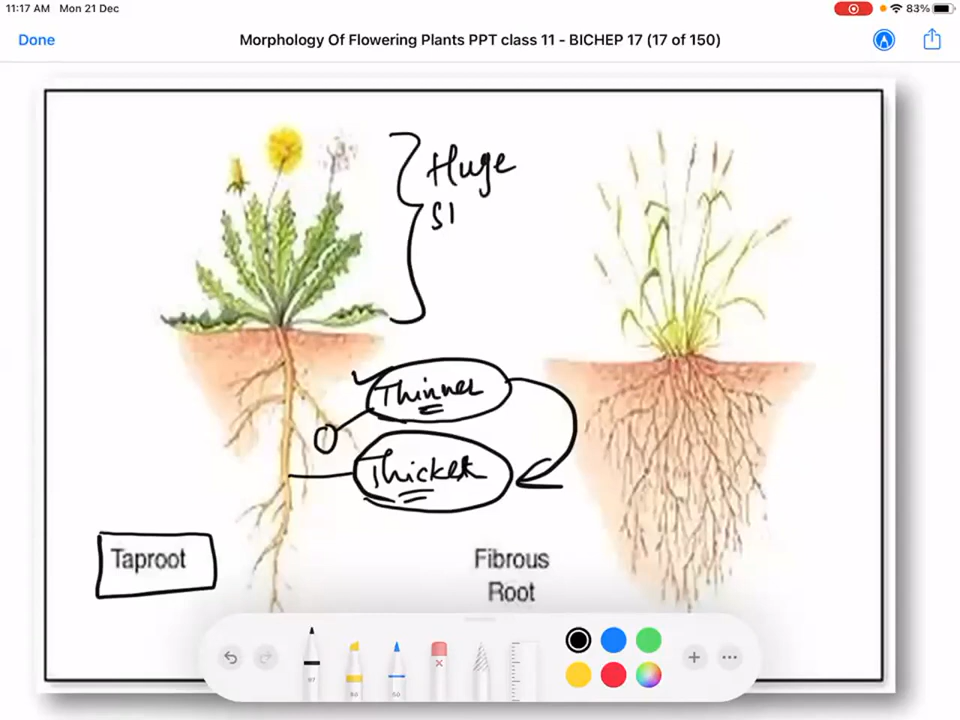 11:17 AM Mon 21 Dec
83%
Done
Morphology Of Flowering Plants PPT class 11 - BICHEP 17 (17 of 150)
Huge
Sl
Thinner
Thicker
Taproot
Fibrous
Root